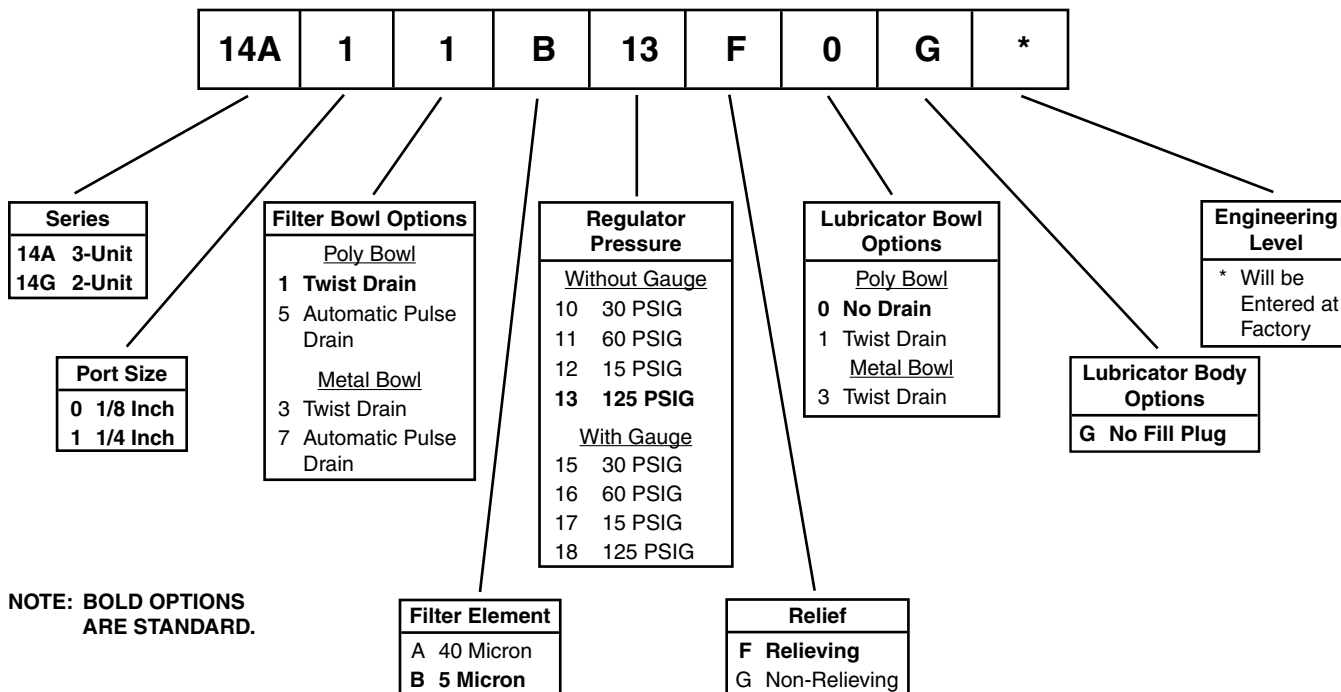 14A 1 1 B 13 F 0 G *
Series
14A 3-Unit
14G 2-Unit
Port Size
0 1/8 Inch
1 1/4 Inch
Filter Bowl Options
Poly Bowl
1 Twist Drain
5 Automatic Pulse
Drain
Metal Bowl
3 Twist Drain
7 Automatic Pulse
Drain
Filter Element
A 40 Micron
B 5 Micron
Regulator
Pressure
Without Gauge
10 30 PSIG
11 60 PSIG
12 15 PSIG
13 125 PSIG
With Gauge
15 30 PSIG
16 60 PSIG
17 15 PSIG
18 125 PSIG
Relief
F Relieving
G Non-Relieving
Lubricator Bowl
Options
Poly Bowl
0 No Drain
1 Twist Drain
Metal Bowl
3 Twist Drain
Lubricator Body
Options
G No Fill Plug
Engineering
Level
* Will be
Entered at
Factory
NOTE: BOLD OPTIONS
ARE STANDARD.